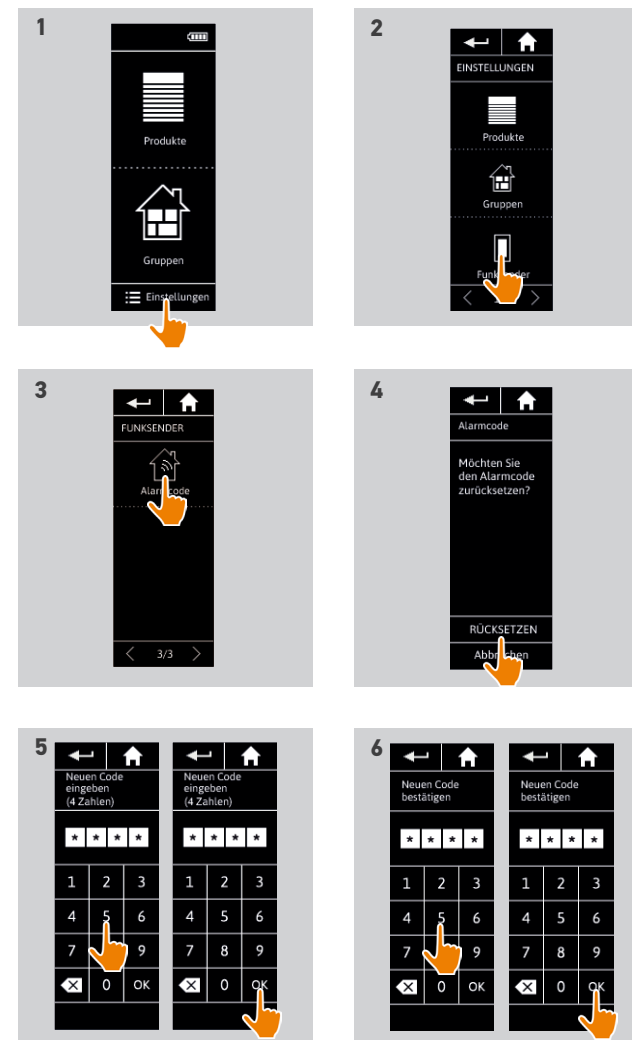 1
Produkte
Gruppen
Einstellungen
2
EINSTELLUNGEN
Produkte
Gruppen
Funksender
<    >
3
FUNKSENDER
Alarmcode
< 3/3 >
4
Alarmcode
Möchten Sie
den Alarmcode
zurücksetzen?
RÜCKSETZEN
Abbrechen
5
Neuen Code
eingeben
(4 Zahlen)
* * * *
1 2 3
4 5 6
7 9
0 OK
Neuen Code
eingeben
(4 Zahlen)
* * * *
1 2 3
4 5 6
7 8 9
0 OK
6
Neuen Code
bestätigen
* * * *
1 2 3
4 5 6
7 9
0 OK
Neuen Code
bestätigen
* * * *
1 2 3
4 5 6
7 8 9
0 OK